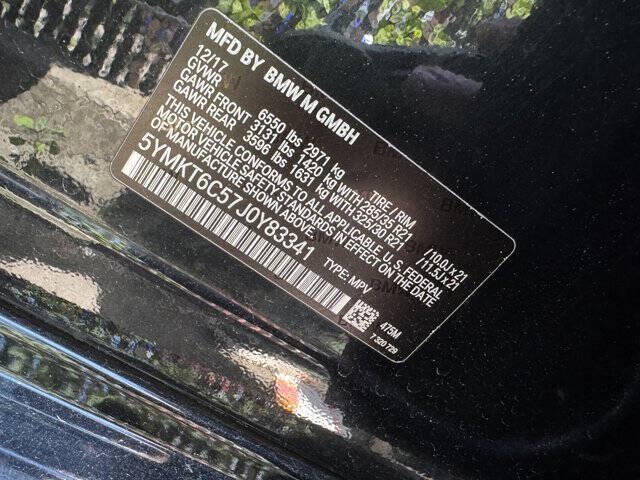 MFD BY BMW M GMBH
12/17
GVWR 6550 lbs 2971 kg TIRE/ RIM,
GAWR FRONT 3131 lbs 1420 kg WITH 285/35 R21 /10.0Jx21
GAWR REAR 3596 lbs 1631 kg WITH 325/30 R21 /11.5Jx21
THIS VEHICLE CONFORMS TO ALL APPLICABLE U. S. FEDERAL
MOTOR VEHICLE SAFETY STANDARDS IN EFFECT ON THE DATE
OF MANUFACTURE SHOWN ABOVE.
5YMKT6C57J0Y83341 TYPE: MPV
475M
7 320 729